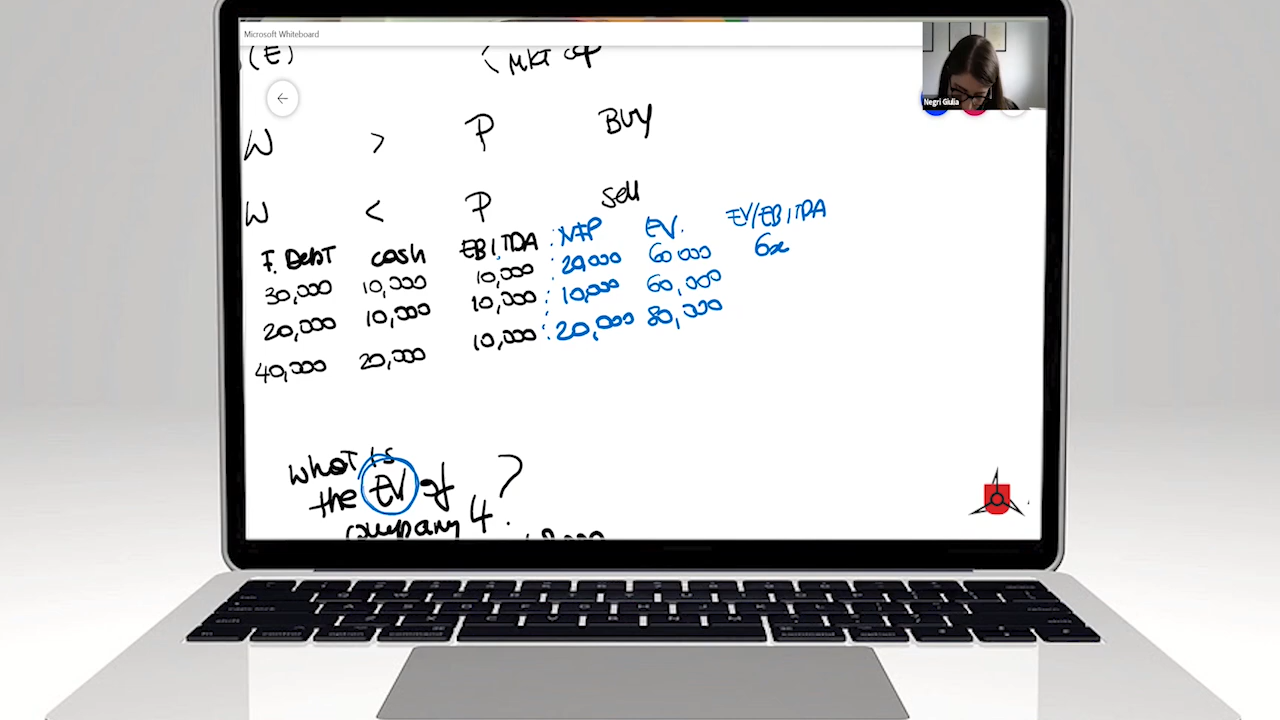 Microsoft Whiteboard
(E) (MKT cap
Negri Giulia
W > P Buy
W < P sell
F. DEBT cash EBITDA NFP EV. EV/EBITDA
30,000 10,000 10,000 20,000 60 000 6x
20,000 10,000 10,000 10,000 60,000
40,000 20,000 10,000 20,000 80,000
what is
the EV of ?
company 4.